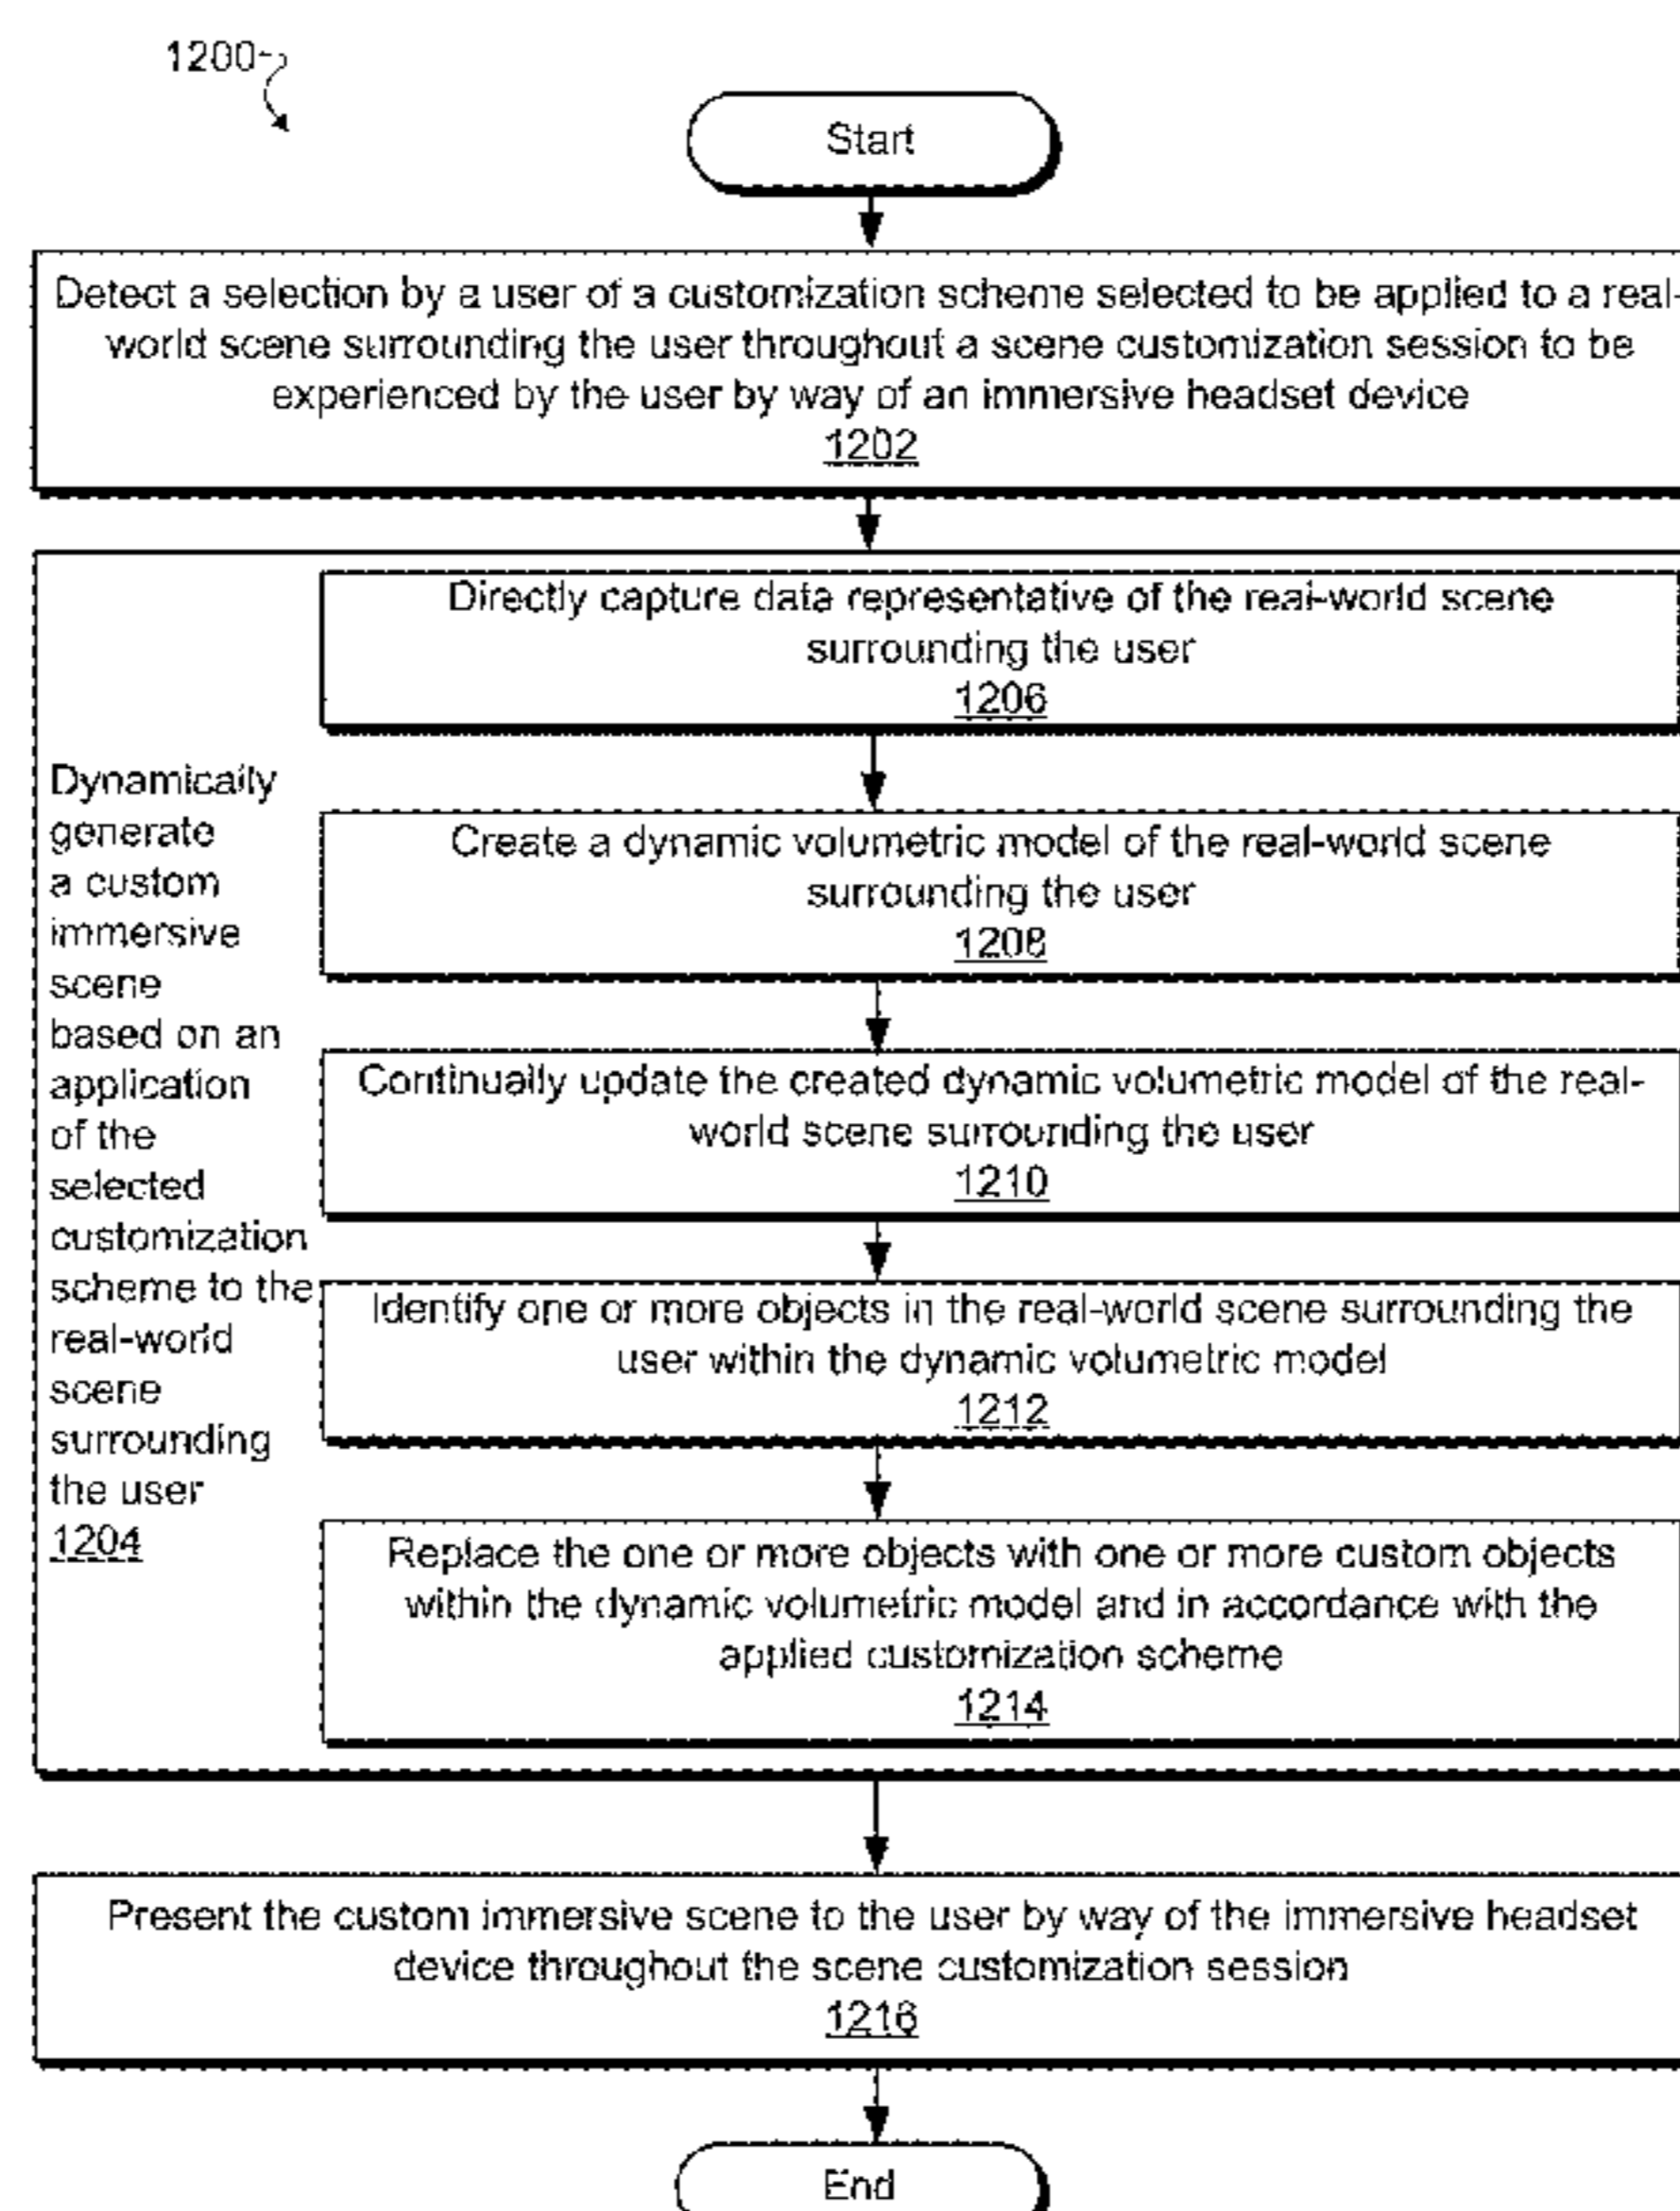 1200
Start
Detect a selection by a user of a customization scheme selected to be applied to a real-
world scene surrounding the user throughout a scene customization session to be
experienced by the user by way of an immersive headset device
1202
Directly capture data representative of the real-world scene
surrounding the user
1206
Create a dynamic volumetric model of the real-world scene
surrounding the user
1208
Continually update the created dynamic volumetric model of the real-
world scene surrounding the user
1210
Identify one or more objects in the real-world scene surrounding the
user within the dynamic volumetric model
1212
Replace the one or more objects with one or more custom objects
within the dynamic volumetric model and in accordance with the
applied customization scheme
1214
Dynamically
generate
a custom
immersive
scene
based on an
application
of the
selected
customization
scheme to the
real-world
scene
surrounding
the user
1204
Present the custom immersive scene to the user by way of the immersive headset
device throughout the scene customization session
1216
End